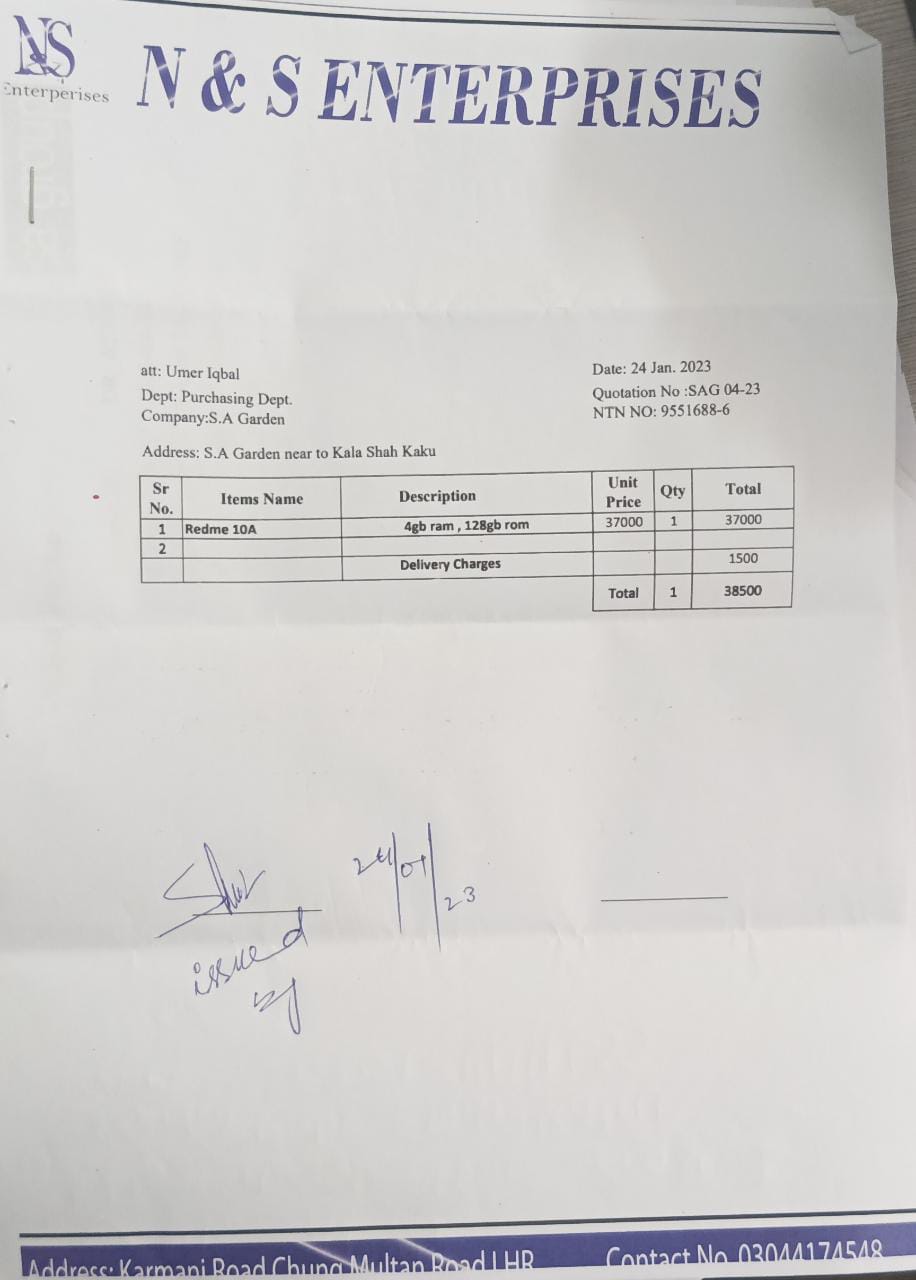 NS
Enterperises
N & S ENTERPRISES
att: Umer Iqbal
Dept: Purchasing Dept.
Company:S.A Garden
Date: 24 Jan. 2023
Quotation No :SAG 04-23
NTN NO: 9551688-6
Address: S.A Garden near to Kala Shah Kaku
Sr No. Items Name Description Unit Price Qty Total
1 Redme 10A 4gb ram , 128gb rom 37000 1 37000
2
Delivery Charges 1500
Total 1 38500
24/01/23
issued
by
Address: Karmani Road Chung Multan Road LHR Contact No. 03044174548